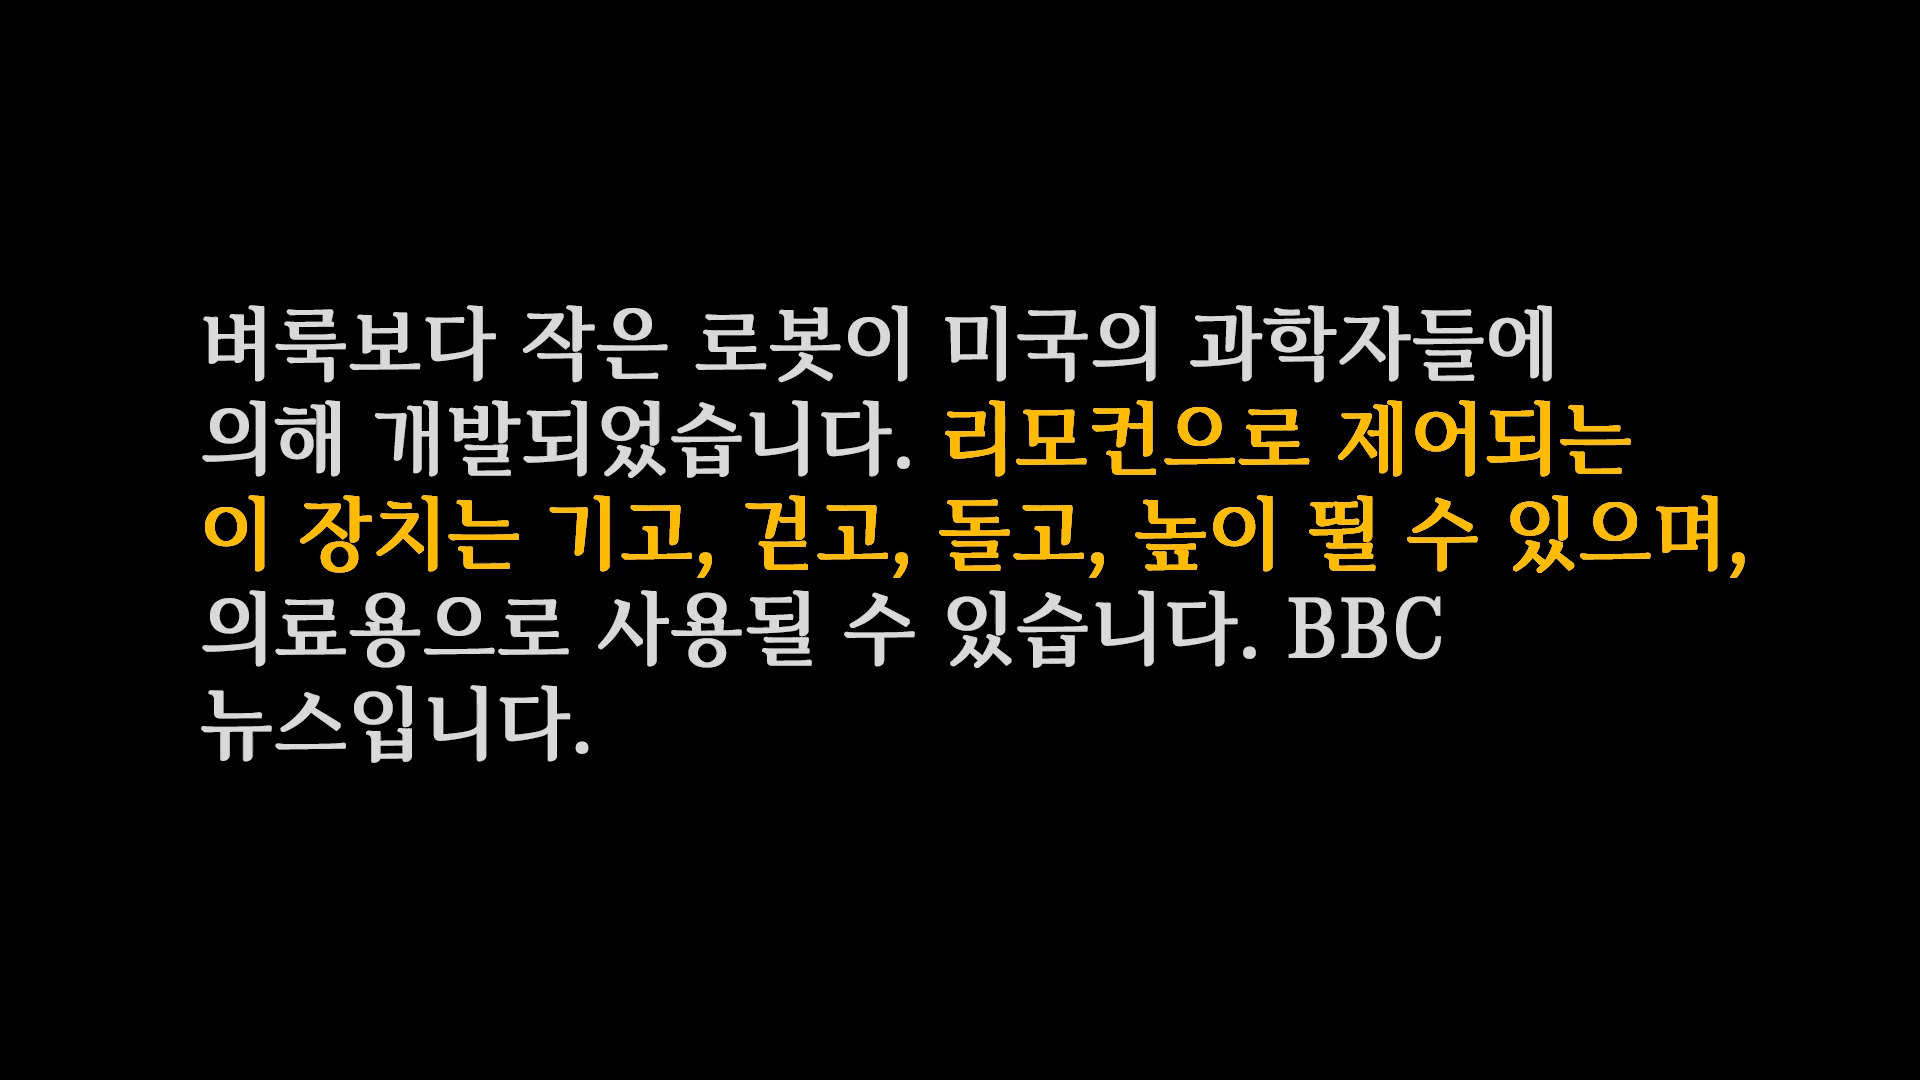 벼룩보다 작은 로봇이 미국의 과학자들에
의해 개발되었습니다. 리모컨으로 제어되는
이 장치는 기고, 걷고, 돌고, 높이 뛸 수 있으며,
의료용으로 사용될 수 있습니다. BBC
뉴스입니다.